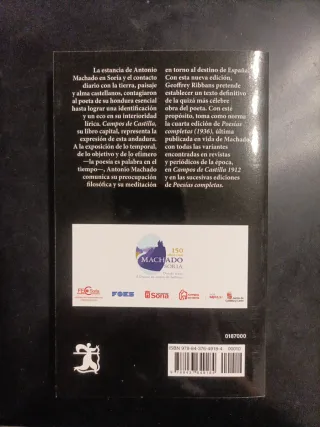 La estancia de Antonio
Machado en Soria y el contacto
diario con la tierra, paisaje
y alma castellanos, contagiaron
al poeta de su hondura esencial
hasta lograr una identificación
y un eco en su interioridad
lírica. Campos de Castilla,
su libro capital, representa la
expresión de esta andadura.
A la exposición de lo temporal,
de lo objetivo y de lo efímero
—la poesía es palabra en el
tiempo—, Antonio Machado
comunica su preocupación
filosófica y su meditación
en torno al destino de España.
Con esta nueva edición,
Geoffrey Ribbans pretende
establecer un texto definitivo
de la quizá más célebre
obra del poeta. Con este
propósito, toma como norma
la cuarta edición de Poesías
completas (1936), última
publicada en vida de Machado,
con todas las variantes
encontradas en revistas
y periódicos de la época,
en Campos de Castilla 1912
y en las sucesivas ediciones
de Poesías completas.
150
MACHADO
SORIA
FOES
Soria
0187000